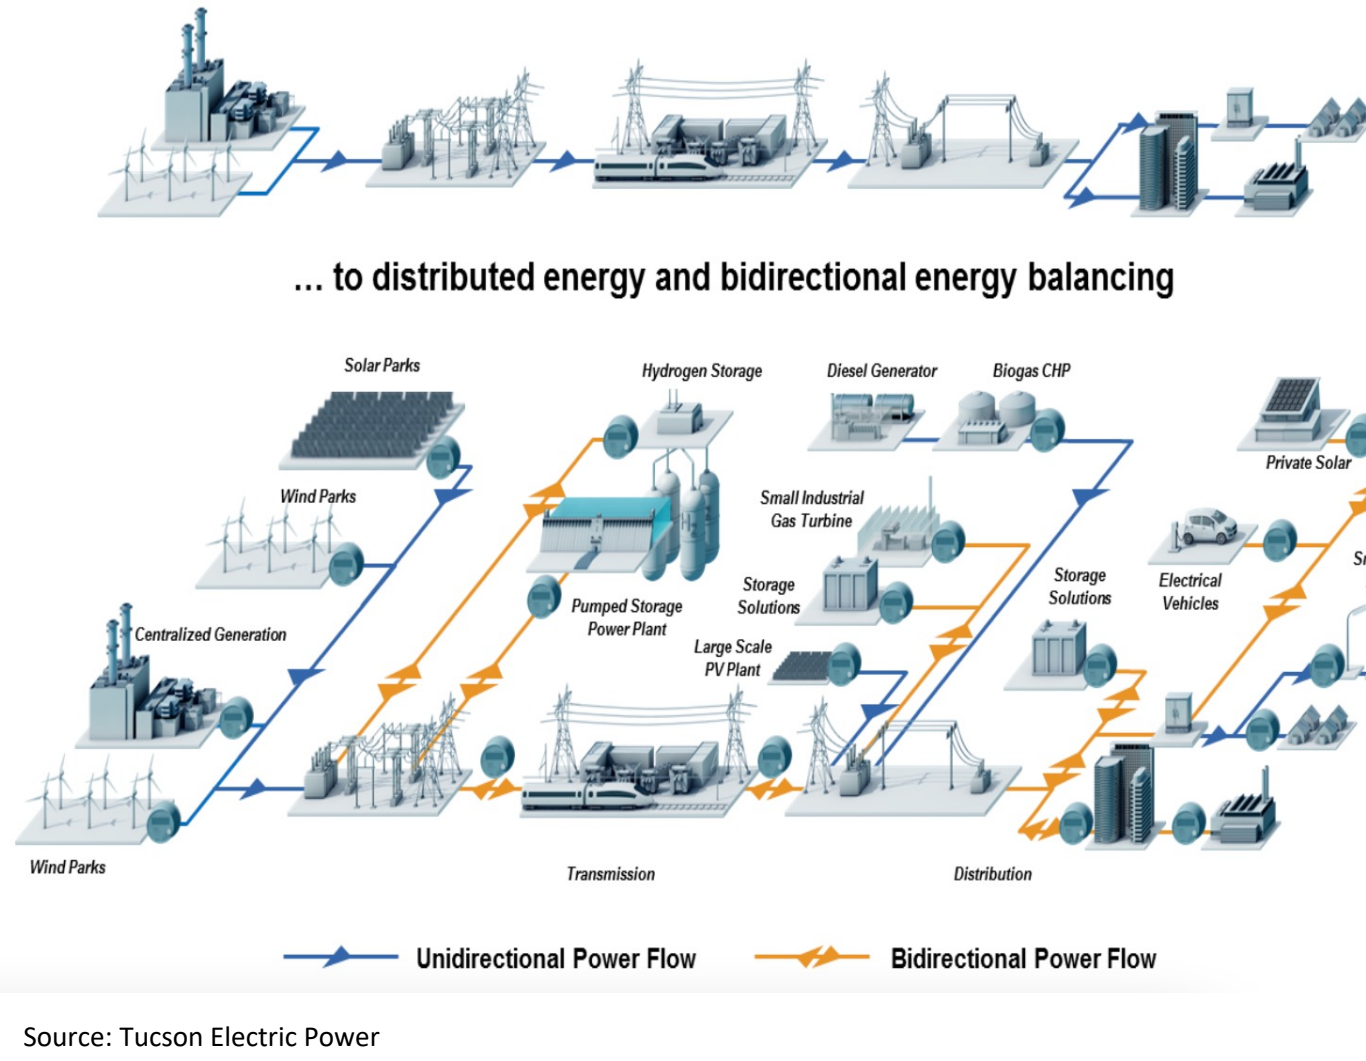 ... to distributed energy and bidirectional energy balancing
Solar Parks
Hydrogen Storage
Diesel Generator
Biogas CHP
Private Solar
Wind Parks
Small Industrial
Gas Turbine
Storage
Solutions
Storage
Solutions
Electrical
Vehicles
Pumped Storage
Power Plant
Centralized Generation
Large Scale
PV Plant
Wind Parks
Transmission
Distribution
Unidirectional Power Flow
Bidirectional Power Flow
Source: Tucson Electric Power